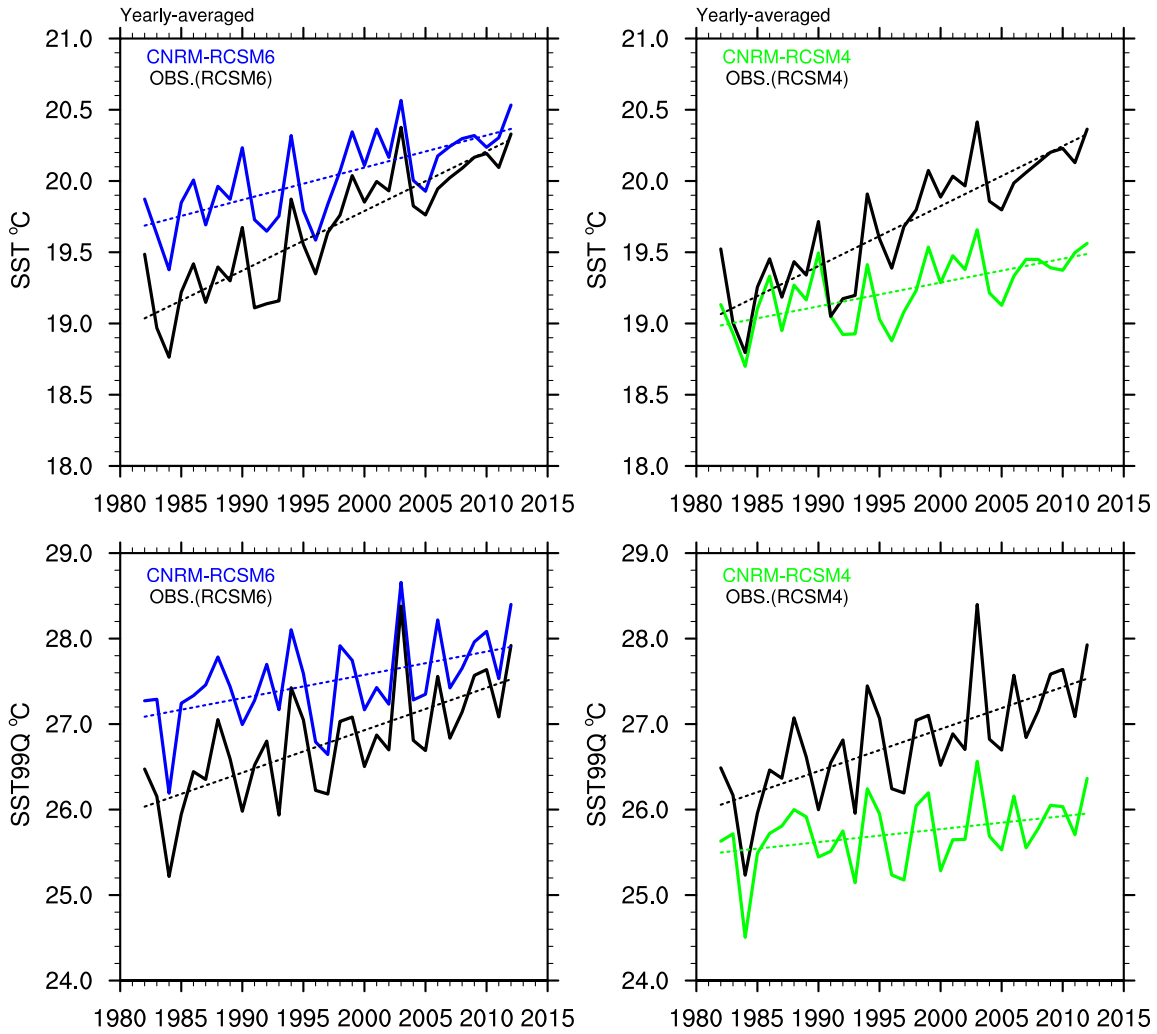 Yearly-averaged
SST °C
21.0
20.5
20.0
19.5
19.0
18.5
18.0
CNRM-RCSM6
OBS.(RCSM6)
1980 1985 1990 1995 2000 2005 2010 2015
Yearly-averaged
SST °C
21.0
20.5
20.0
19.5
19.0
18.5
18.0
CNRM-RCSM4
OBS.(RCSM4)
1980 1985 1990 1995 2000 2005 2010 2015
SST99Q °C
29.0
28.0
27.0
26.0
25.0
24.0
CNRM-RCSM6
OBS.(RCSM6)
1980 1985 1990 1995 2000 2005 2010 2015
SST99Q °C
29.0
28.0
27.0
26.0
25.0
24.0
CNRM-RCSM4
OBS.(RCSM4)
1980 1985 1990 1995 2000 2005 2010 2015